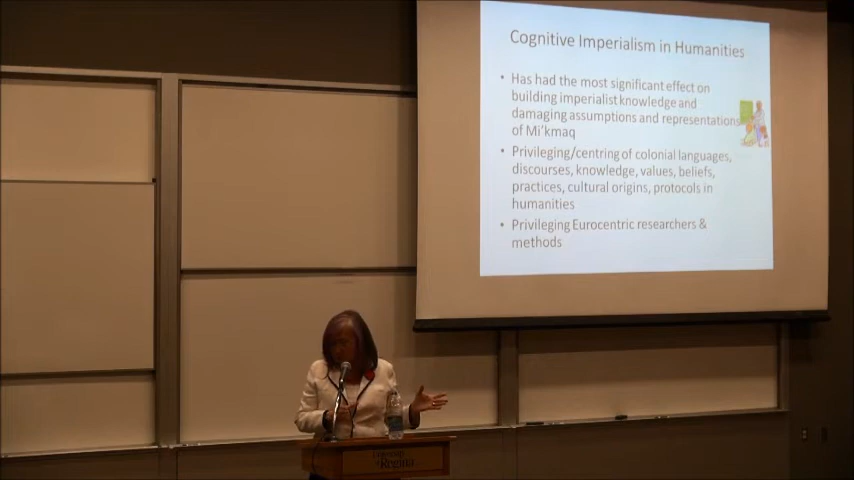 Cognitive Imperialism in Humanities
• Has had the most significant effect on
building imperialist knowledge and
damaging assumptions and representations
of Mi'kmaq
• Privileging/centring of colonial languages,
discourses, knowledge, values, beliefs,
practices, cultural origins, protocols in
humanities
• Privileging Eurocentric researchers &
methods
University
of Regina